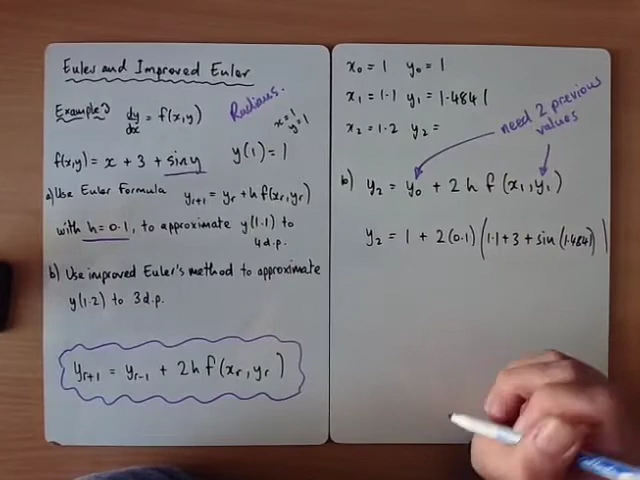 Euler and Improved Euler
Example 3 dy/dx = f(x,y) Radians.
x=1
y=1
f(x,y) = x + 3 + sin y y(1) = 1
a) Use Euler Formula y_{r+1} = y_r + h f(x_r, y_r)
with h = 0.1, to approximate y(1.1) to
4 d.p.
b) Use improved Euler's method to approximate
y(1.2) to 3 d.p.
y_{r+1} = y_{r-1} + 2h f(x_r, y_r)
x_0 = 1 y_0 = 1
x_1 = 1.1 y_1 = 1.4841
x_2 = 1.2 y_2 =
need 2 previous
values
b) y_2 = y_0 + 2h f(x_1, y_1)
y_2 = 1 + 2(0.1)(1.1 + 3 + sin(1.484))